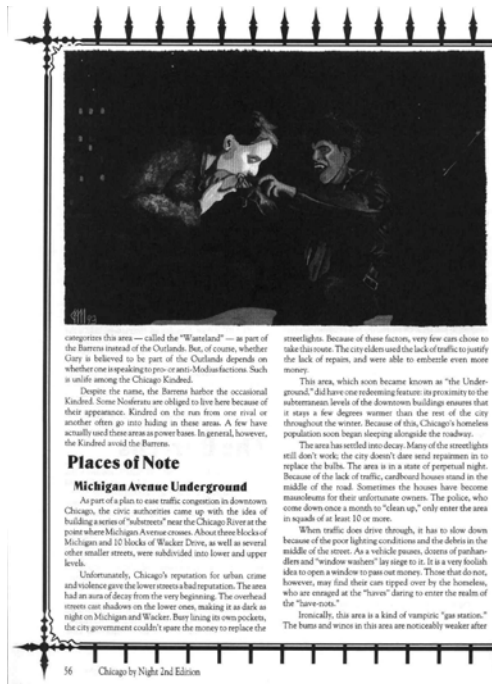 categorizes this area — called the "Wasteland" — as part of
the Barrens instead of the Outlands. But, of course, whether
Gary is believed to be part of the Outlands depends on
whether one is speaking to pro- or anti-Modius factions. Such
is unlife among the Chicago Kindred.
Despite the name, the Barrens harbor the occasional
Kindred. Some Nosferatu are obliged to live here because of
their appearance. Kindred on the run from one rival or
another often go into hiding in these areas. A few have
actually used these areas as power bases. In general, however,
the Kindred avoid the Barrens.
Places of Note
Michigan Avenue Underground
As part of a plan to ease traffic congestion in downtown
Chicago, the civic authorities came up with the idea of
building a series of "substreets" near the Chicago River at the
point where Michigan Avenue crosses. About three blocks of
Michigan and 10 blocks of Wacker Drive, as well as several
other smaller streets, were subdivided into lower and upper
levels.
Unfortunately, Chicago's reputation for urban crime
and violence gave the lower streets a bad reputation. The area
had an aura of decay from the very beginning. The overhead
streets cast shadows on the lower ones, making it as dark as
night on Michigan and Wacker. Busy lining its own pockets,
the city government couldn't spare the money to replace the
streetlights. Because of these factors, very few cars chose to
take this route. The city elders used the lack of traffic to justify
the lack of repairs, and were able to embezzle even more
money.
This area, which soon became known as "the Under-
ground," did have one redeeming feature: its proximity to the
subterranean levels of the downtown buildings ensures that
it stays a few degrees warmer than the rest of the city
throughout the winter. Because of this, Chicago's homeless
population soon began sleeping alongside the roadway.
The area has settled into decay. Many of the streetlights
still don't work; the city doesn't dare send repairmen in to
replace the bulbs. The area is in a state of perpetual night.
Because of the lack of traffic, cardboard houses stand in the
middle of the road. Sometimes the houses have become
mausoleums for their unfortunate owners. The police, who
come down once a month to "clean up," only enter the area
in squads of at least 10 or more.
When traffic does drive through, it has to slow down
because of the poor lighting conditions and the debris in the
middle of the street. As a vehicle pauses, dozens of panhan-
dlers and "window washers" lay siege to it. It is a very foolish
idea to open a window to pass out money. Those that do not,
however, may find their cars tipped over by the homeless,
who are enraged at the "haves" daring to enter the realm of
the "have-nots."
Ironically, this area is a kind of vampiric "gas station."
The bums and winos in this area are noticeably weaker after
56 Chicago by Night 2nd Edition